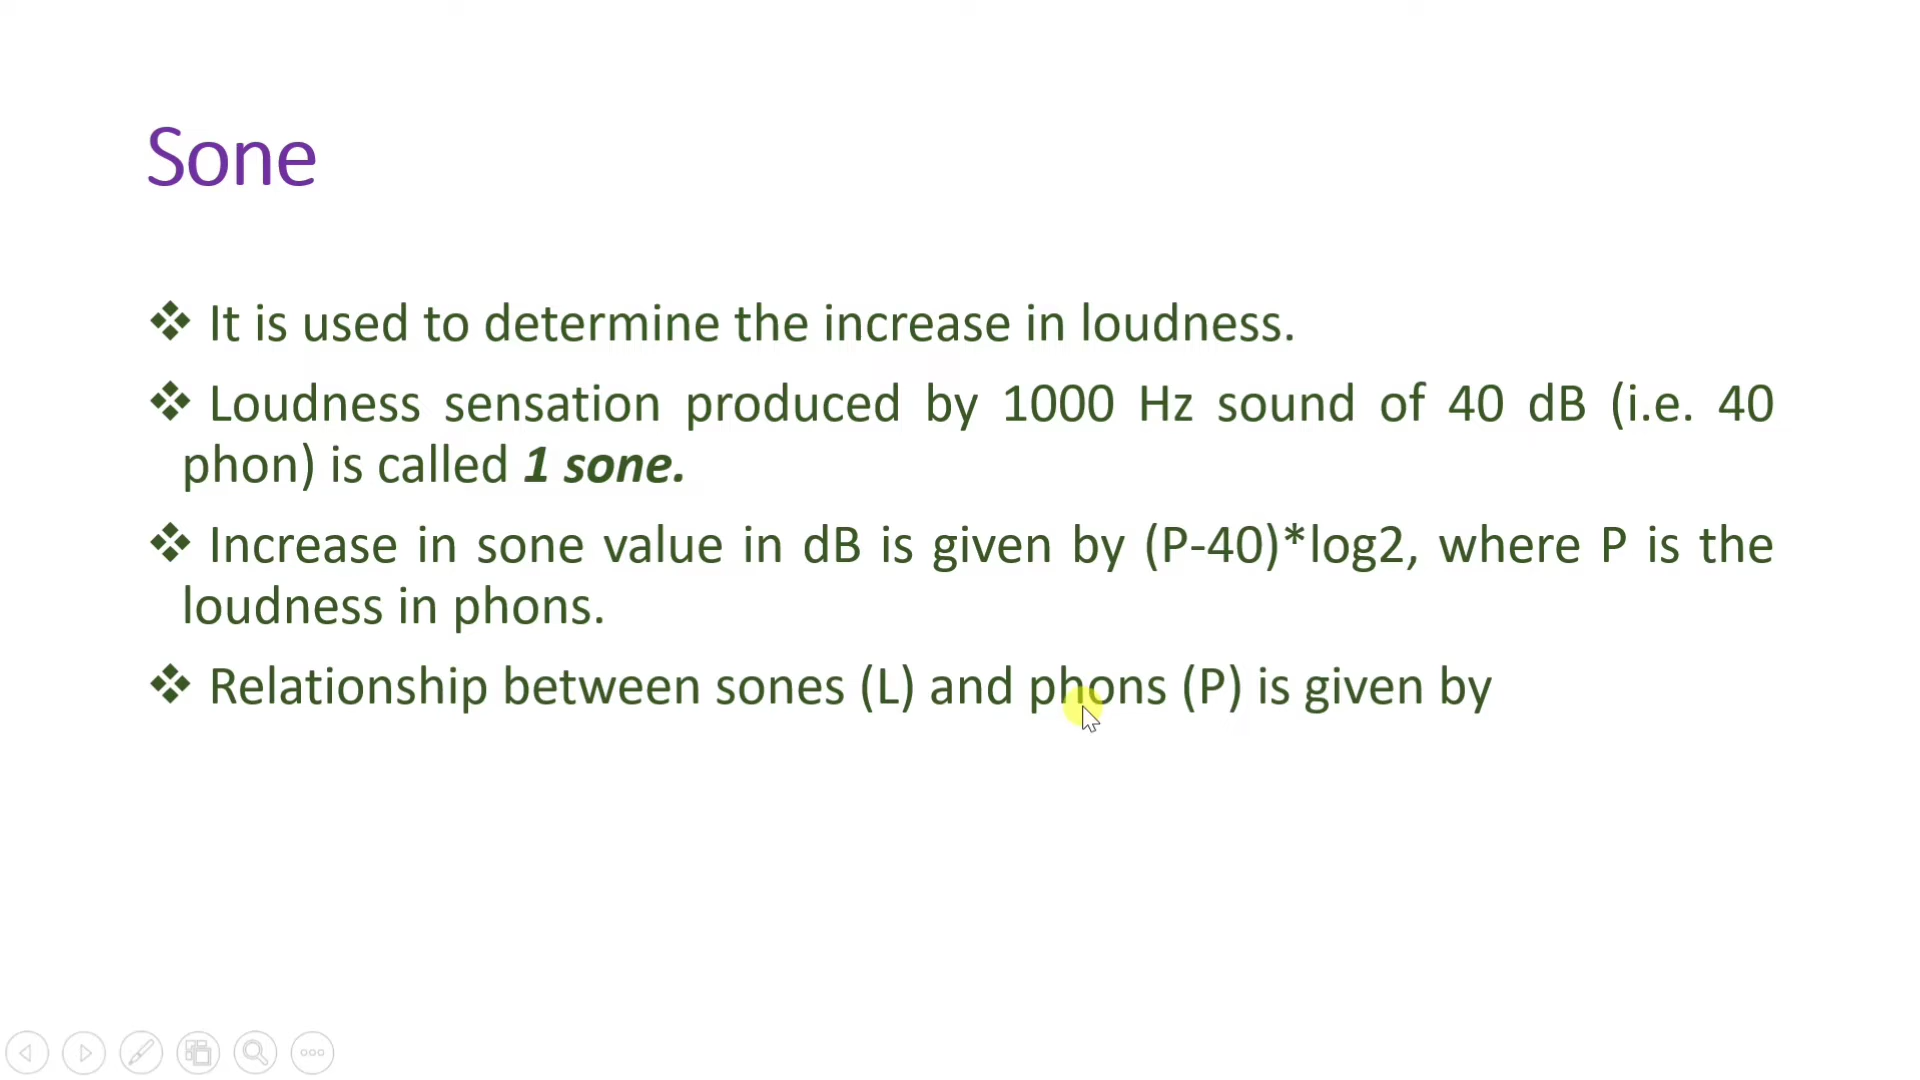 Sone
❖ It is used to determine the increase in loudness.
❖ Loudness sensation produced by 1000 Hz sound of 40 dB (i.e. 40
phon) is called 1 sone.
❖ Increase in sone value in dB is given by (P-40)*log2, where P is the
loudness in phons.
❖ Relationship between sones (L) and phons (P) is given by